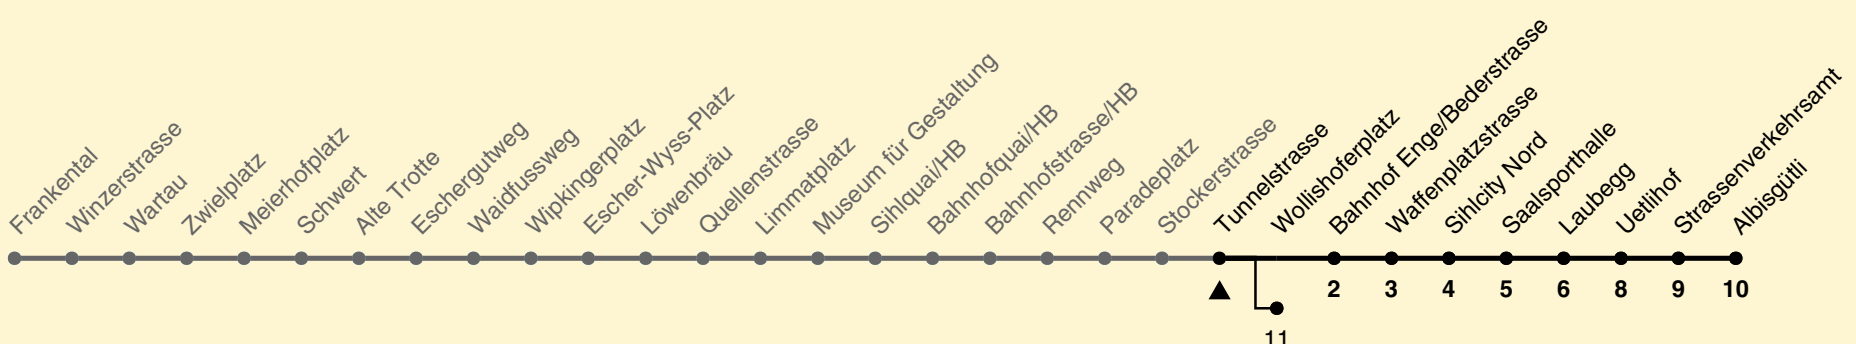 Frankental
Winzerstrasse
Wartau
Zwielplatz
Meierhofplatz
Schwert
Alte Trotte
Eschergutweg
Waidfussweg
Wipkingerplatz
Escher-Wyss-Platz
Löwenbräu
Quellenstrasse
Limmatplatz
Museum für Gestaltung
Sihlquai/HB
Bahnhofquai/HB
Bahnhofstrasse/HB
Rennweg
Paradeplatz
Stockerstrasse
Tunnelstrasse
Wollishoferplatz
Bahnhof Enge/Bederstrasse
Waffenplatzstrasse
Sihlcity Nord
Saalsporthalle
Laubegg
Uetlihof
Strassenverkehrsamt
Albisgütli
2 3 4 5 6 8 9 10
11